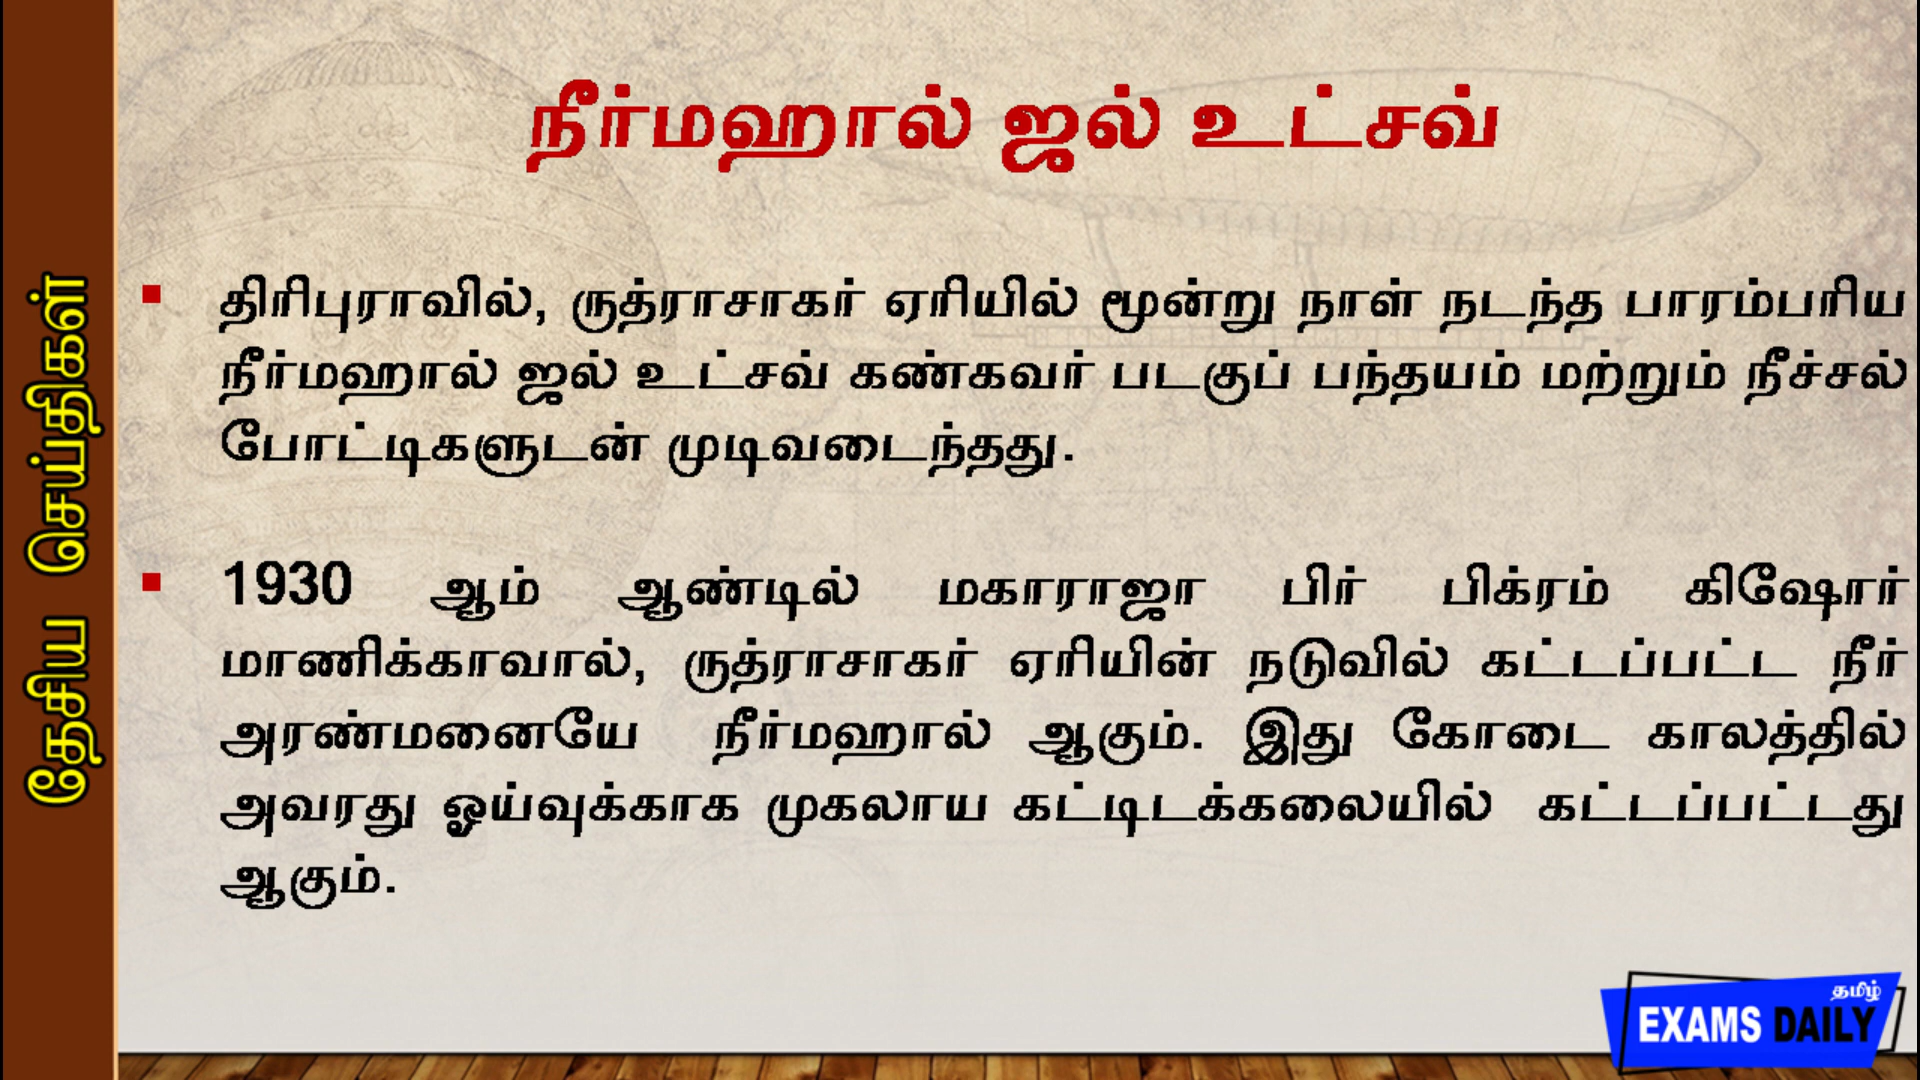 நீர்மஹால் ஜல் உட்சவ்
தேசிய செய்திகள்
▪ திரிபுராவில், ருத்ராசாகர் ஏரியில் மூன்று நாள் நடந்த பாரம்பரிய
நீர்மஹால் ஜல் உட்சவ் கண்கவர் படகுப் பந்தயம் மற்றும் நீச்சல்
போட்டிகளுடன் முடிவடைந்தது.
▪ 1930 ஆம் ஆண்டில் மகாராஜா பிர் பிக்ரம் கிஷோர்
மாணிக்காவால், ருத்ராசாகர் ஏரியின் நடுவில் கட்டப்பட்ட நீர்
அரண்மனையே நீர்மஹால் ஆகும். இது கோடை காலத்தில்
அவரது ஓய்வுக்காக முகலாய கட்டிடக்கலையில் கட்டப்பட்டது
ஆகும்.
தமிழ்
EXAMS DAILY